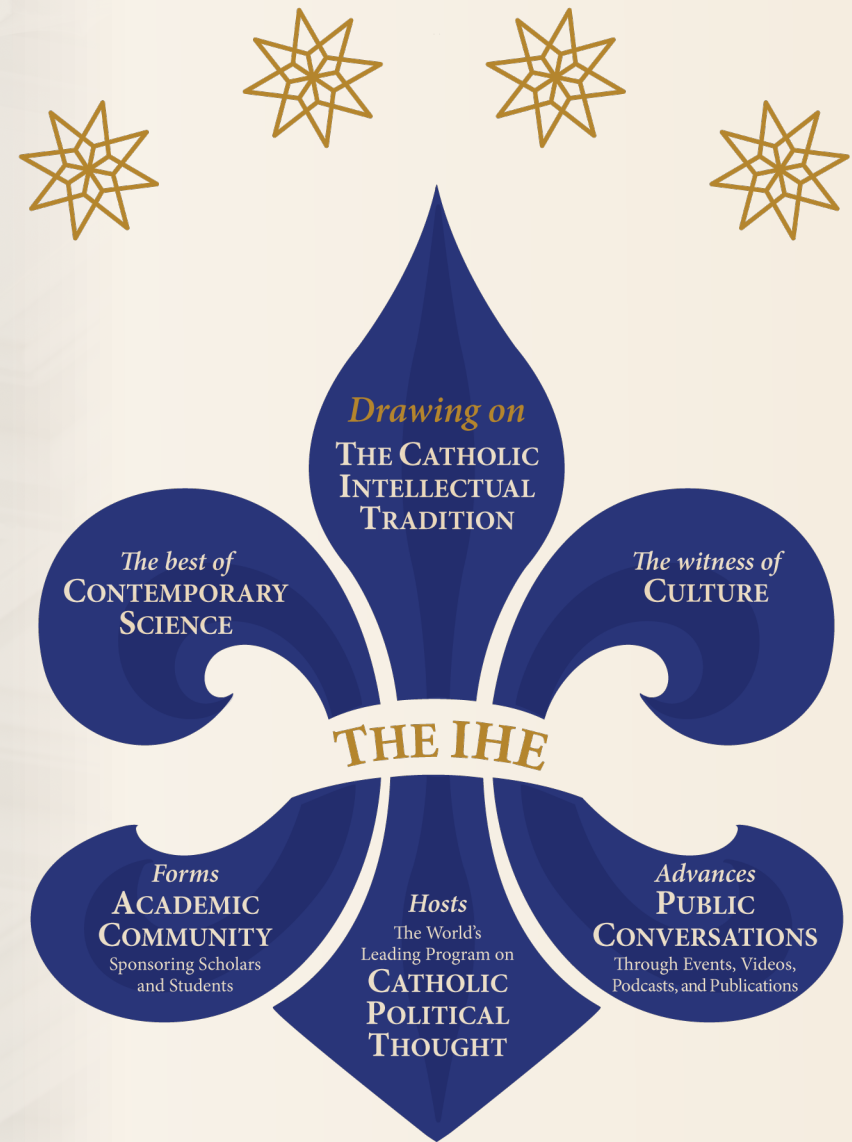 Drawing on
THE CATHOLIC
INTELLECTUAL
TRADITION
The best of
CONTEMPORARY
SCIENCE
The witness of
CULTURE
THE IHE
Forms
ACADEMIC
COMMUNITY
Sponsoring Scholars
and Students
Hosts
The World's
Leading Program on
CATHOLIC
POLITICAL
THOUGHT
Advances
PUBLIC
CONVERSATIONS
Through Events, Videos,
Podcasts, and Publications